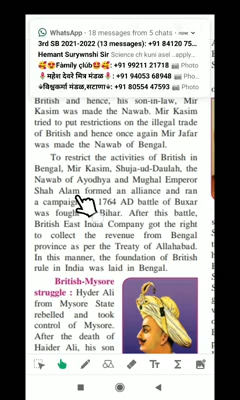 WhatsApp · 18 messages from 5 chats
3rd SB 2021-2022 (13 messages): +91 84120 75...
Hemant Surywnshi Sir Science ch kuni asel ..apply...
🥰😍Fàmíly çlúb😍🥰: +91 99211 21718 📷 Photo
🌹महेश देवरे मित्र मंडळ🌹: +91 94053 68948 📷 Photo
विश्वकर्मा मंडळ,सटाणा: +91 80554 47593 📷 Photo
British and hence, his son-in-law, Mir
Kasim was made the Nawab. Mir Kasim
tried to put restrictions on the illegal trade
of British and hence once again Mir Jafar
was made the Nawab of Bengal.
To restrict the activities of British in
Bengal, Mir Kasim, Shuja-ud-Daulah, the
Nawab of Ayodhya and Mughal Emperor
Shah Alam formed an alliance and ran
a campaign 1764 AD battle of Buxar
was fought Bihar. After this battle,
British East India Company got the right
to collect the revenue from Bengal
province as per the Treaty of Allahabad.
In this manner, the foundation of British
rule in India was laid in Bengal.
British-Mysore
struggle : Hyder Ali
from Mysore State
rebelled and took
control of Mysore.
After the death of
Haider Ali, his son